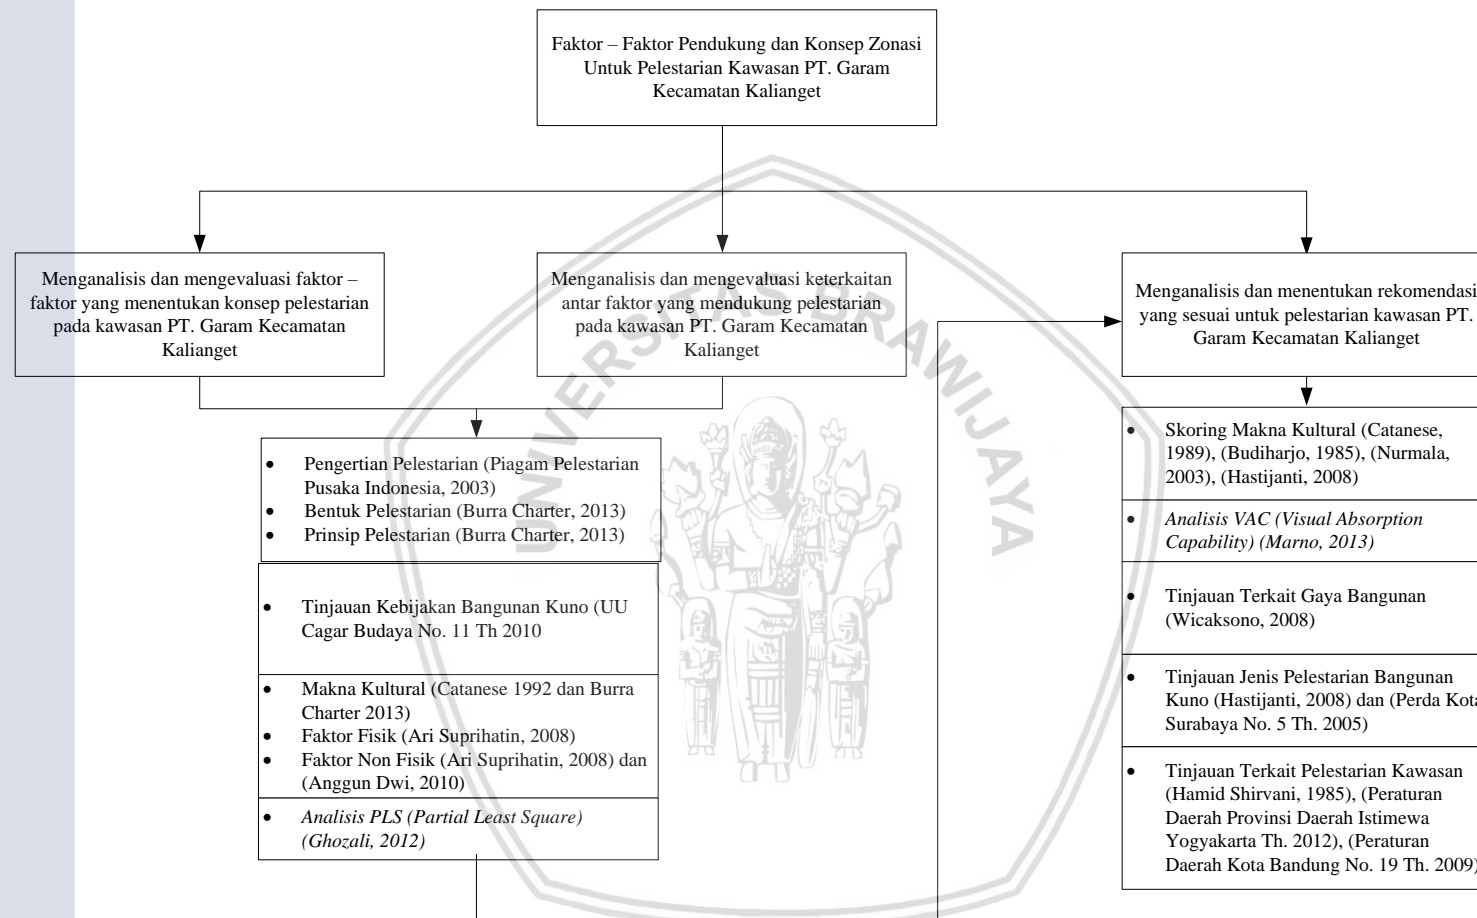 Faktor – Faktor Pendukung dan Konsep Zonasi
Untuk Pelestarian Kawasan PT. Garam
Kecamatan Kalianget
Menganalisis dan mengevaluasi faktor –
faktor yang menentukan konsep pelestarian
pada kawasan PT. Garam Kecamatan
Kalianget
Menganalisis dan mengevaluasi keterkaitan
antar faktor yang mendukung pelestarian
pada kawasan PT. Garam Kecamatan
Kalianget
Menganalisis dan menentukan rekomendasi
yang sesuai untuk pelestarian kawasan PT.
Garam Kecamatan Kalianget
• Pengertian Pelestarian (Piagam Pelestarian
Pusaka Indonesia, 2003)
• Bentuk Pelestarian (Burra Charter, 2013)
• Prinsip Pelestarian (Burra Charter, 2013)
• Tinjauan Kebijakan Bangunan Kuno (UU
Cagar Budaya No. 11 Th 2010
• Makna Kultural (Catanese 1992 dan Burra
Charter 2013)
• Faktor Fisik (Ari Suprihatin, 2008)
• Faktor Non Fisik (Ari Suprihatin, 2008) dan
(Anggun Dwi, 2010)
• Analisis PLS (Partial Least Square)
(Ghozali, 2012)
• Skoring Makna Kultural (Catanese,
1989), (Budiharjo, 1985), (Nurmala,
2003), (Hastijanti, 2008)
• Analisis VAC (Visual Absorption
Capability) (Marno, 2013)
• Tinjauan Terkait Gaya Bangunan
(Wicaksono, 2008)
• Tinjauan Jenis Pelestarian Bangunan
Kuno (Hastijanti, 2008) dan (Perda Kota
Surabaya No. 5 Th. 2005)
• Tinjauan Terkait Pelestarian Kawasan
(Hamid Shirvani, 1985), (Peraturan
Daerah Provinsi Daerah Istimewa
Yogyakarta Th. 2012), (Peraturan
Daerah Kota Bandung No. 19 Th. 2009)
UNIVERSITAS BRAWIJAYA